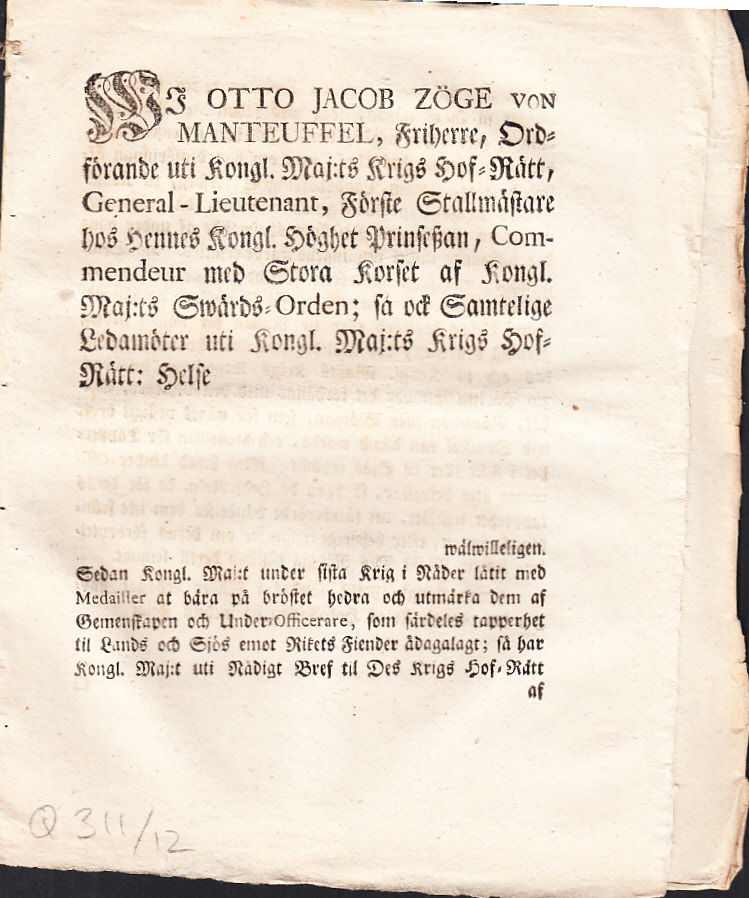 WJ OTTO JACOB ZÖGE VON
MANTEUFFEL, Friherre, Ord=
förande uti Kongl. Maj:ts Krigs Hof=Rätt,
General-Lieutenant, Förste Stallmästare
hos Hennes Kongl. Höghet Prinseßan, Com-
mendeur med Stora Korset af Kongl.
Maj:ts Swärds=Orden; så ock Samtelige
Ledamöter uti Kongl. Maj:ts Krigs Hof=
Rätt: Helse
wälwilleligen.
Sedan Kongl. Maj:t under sista Krig i Nåder låtit med
Medailler at bära på bröstet hedra och utmärka dem af
Gemenskapen och Under=Officerare, som särdeles tapperhet
til Lands och Sjös emot Rikets Fiender ådagalagt; så har
Kongl. Maj:t uti Nådigt Bref til Des Krigs Hof=Rätt
af
Q 311/12